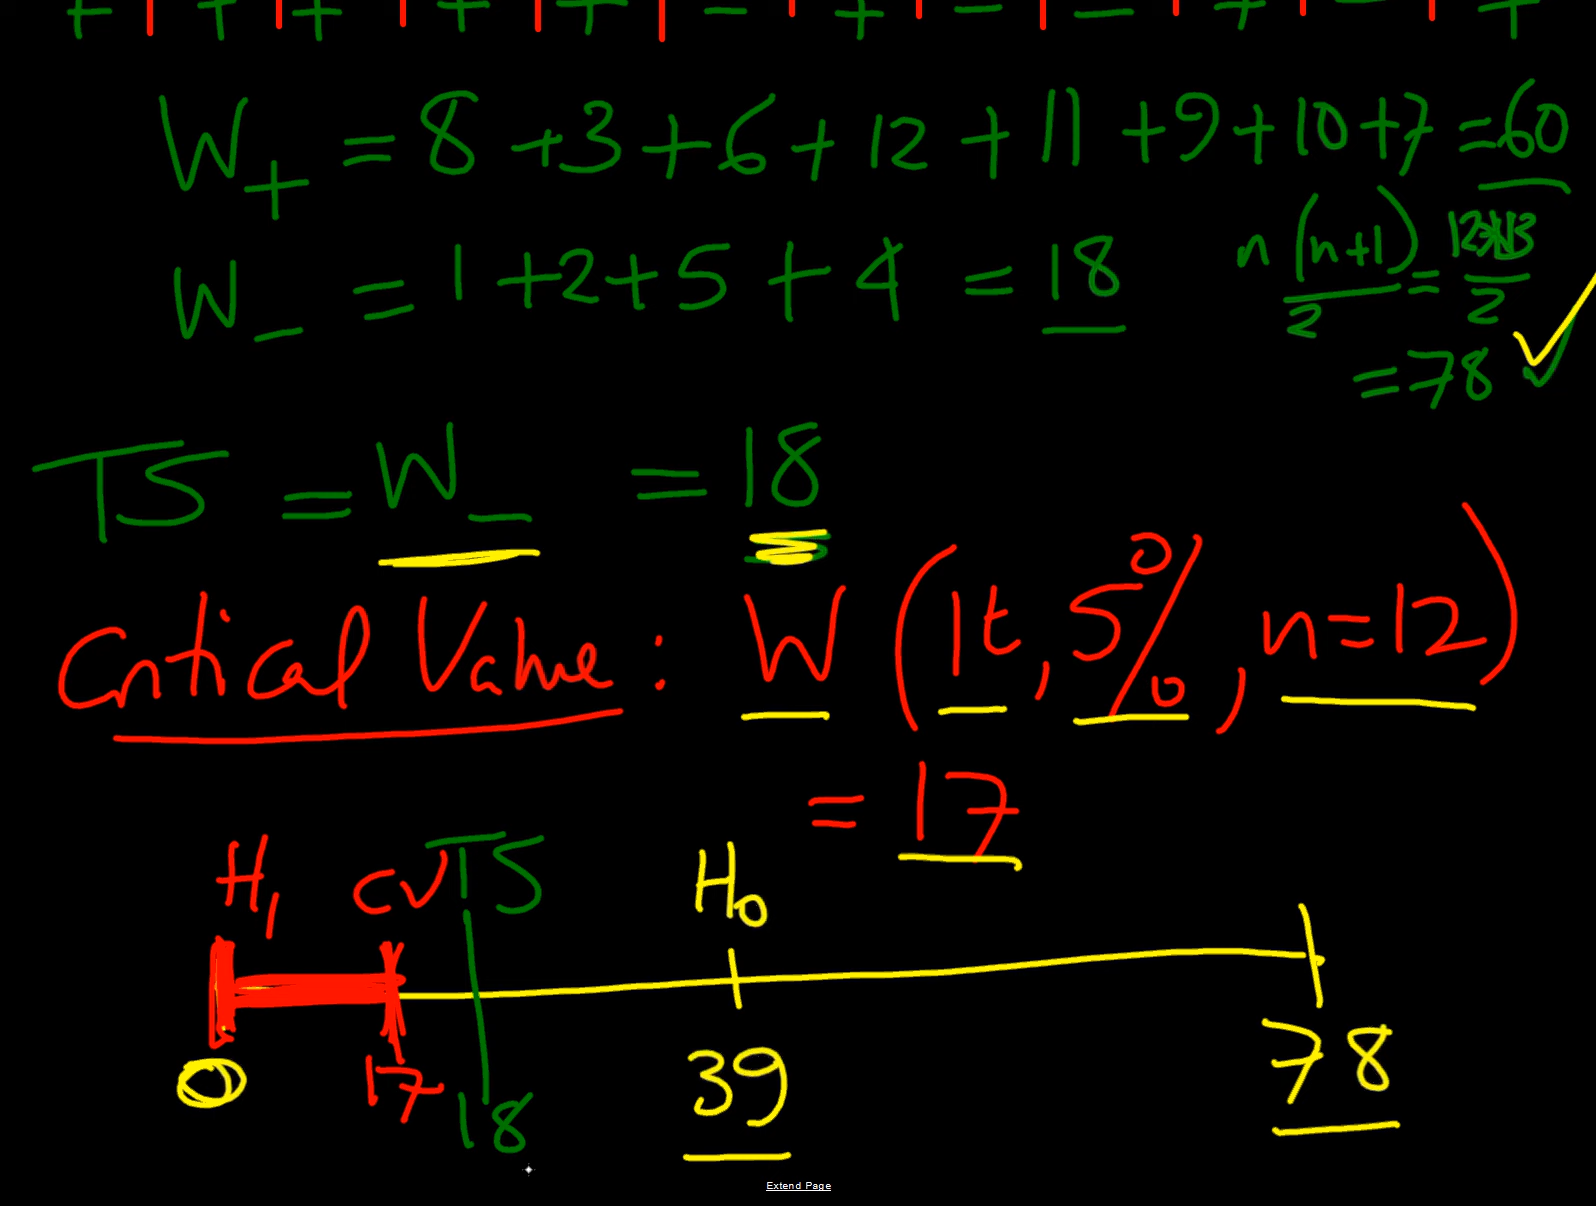 + | + | + | + | + | - | + | - | - | + | - | +
W+ = 8 + 3 + 6 + 12 + 11 + 9 + 10 + 7 = 60
W- = 1 + 2 + 5 + 4 = 18
n(n+1)/2 = 12×13/2
= 78 ✓
TS = W- = 18
Critical Value : W (1t, 5%, n=12)
= 17
H1 CV TS H0
0 17 18 39 78
Extend Page